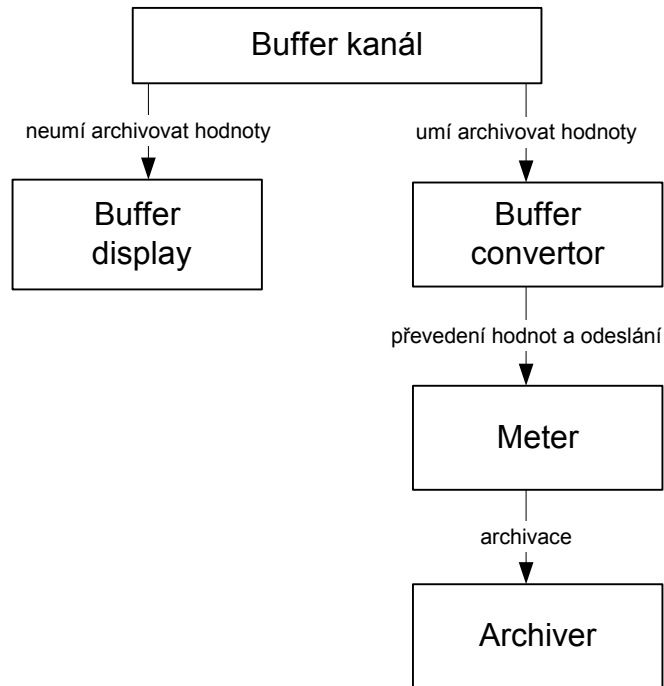 Buffer kanál
neumí archivovat hodnoty
umí archivovat hodnoty
Buffer
display
Buffer
convertor
převedení hodnot a odeslání
Meter
archivace
Archiver